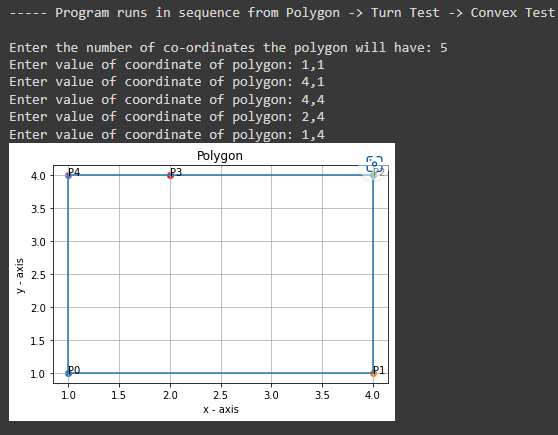 ----- Program runs in sequence from Polygon -> Turn Test -> Convex Test
Enter the number of co-ordinates the polygon will have: 5
Enter value of coordinate of polygon: 1,1
Enter value of coordinate of polygon: 4,1
Enter value of coordinate of polygon: 4,4
Enter value of coordinate of polygon: 2,4
Enter value of coordinate of polygon: 1,4
Polygon
4.0
P4
P3
P2
3.5
3.0
2.5
2.0
1.5
1.0
P0
P1
y - axis
1.0 1.5 2.0 2.5 3.0 3.5 4.0
x - axis